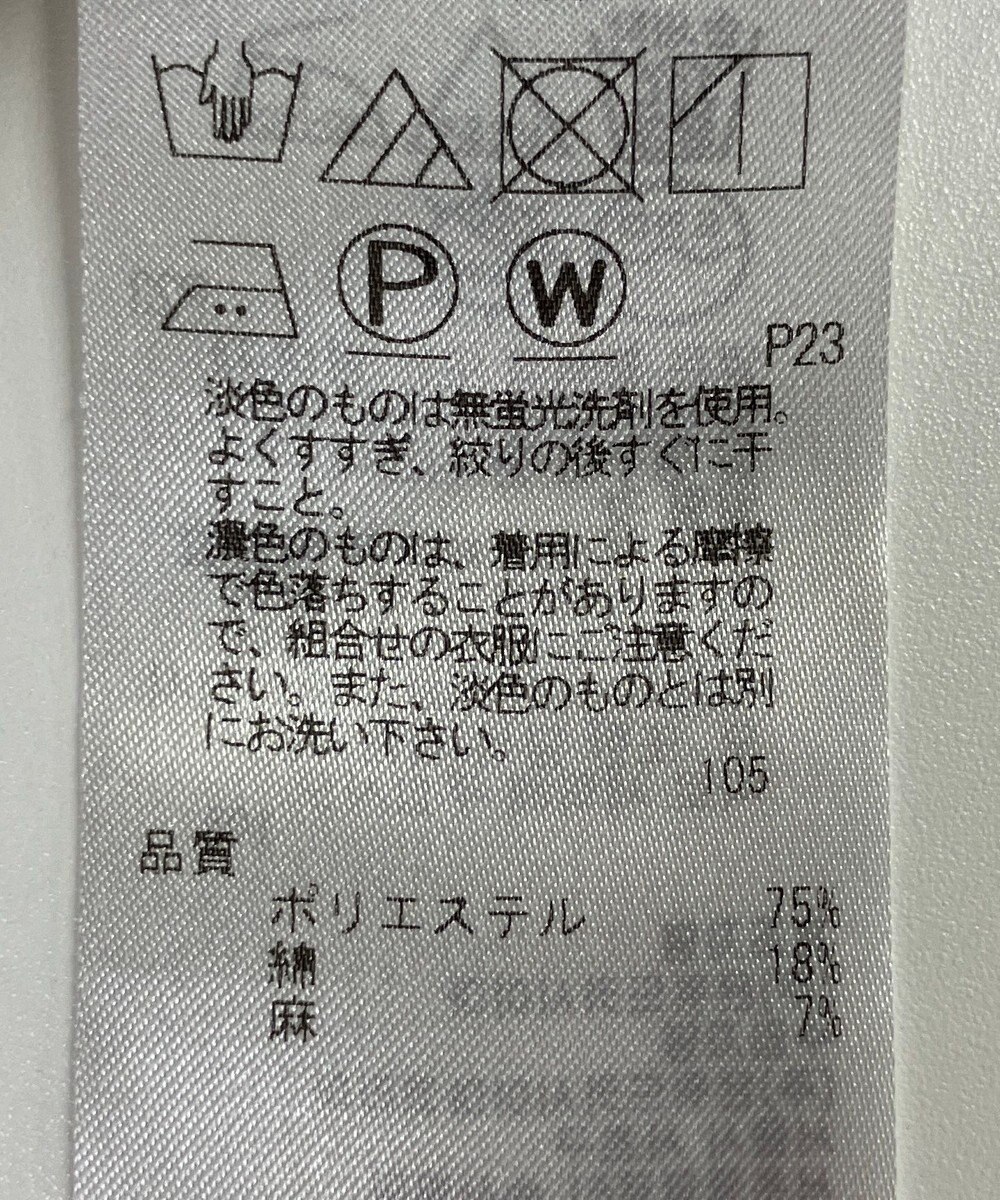 P W
P23
淡色のものは無蛍光洗剤を使用。
よくすすぎ、絞りの後すぐに干
すこと。
濃色のものは、着用による摩擦
で色落ちすることがありますの
で、組合せの衣服にご注意くだ
さい。また、淡色のものとは別
にお洗い下さい。
105
品質
ポリエステル 75%
綿 18%
麻 7%